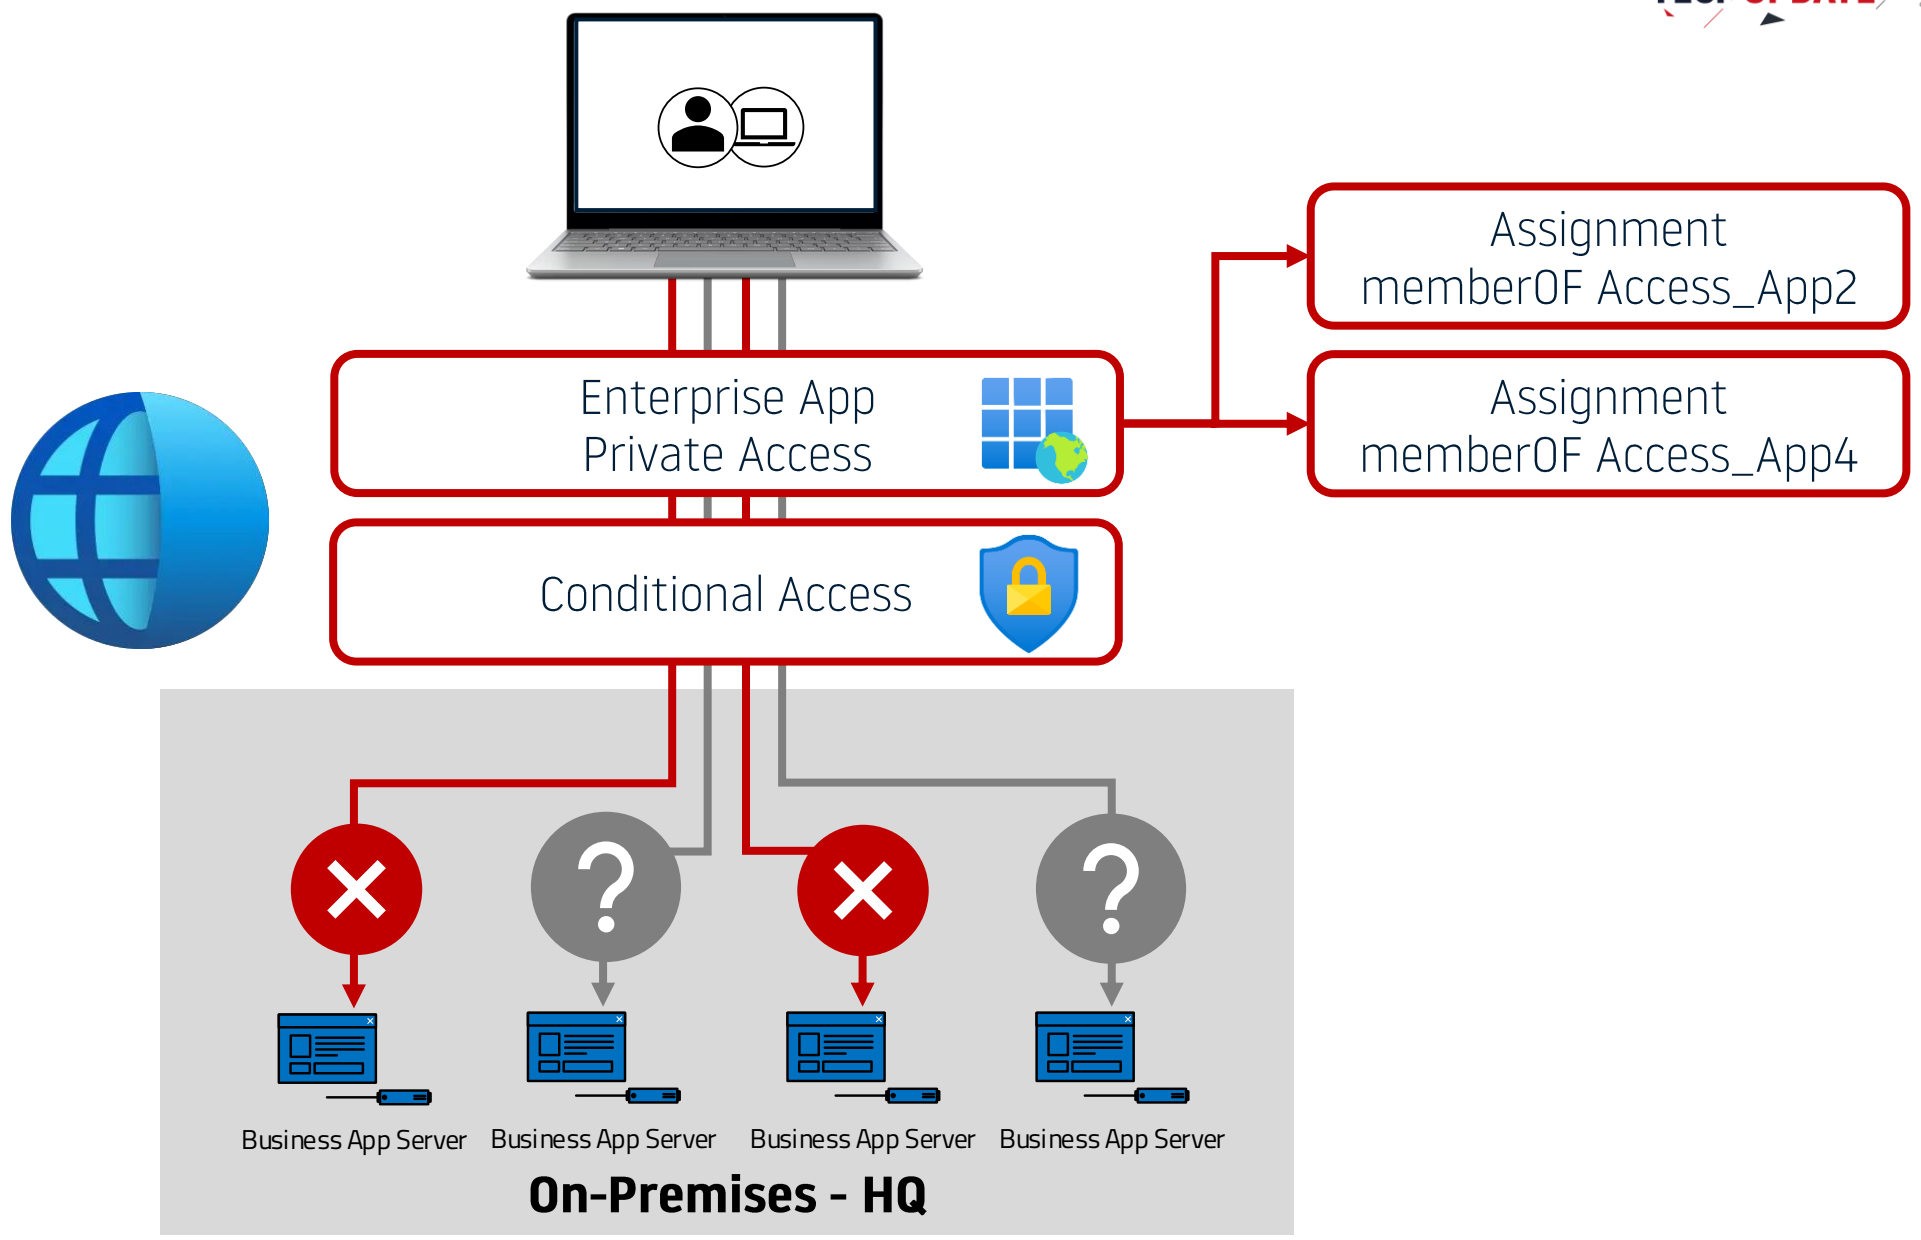 Assignment
memberOF Access_App2
Enterprise App
Private Access
Assignment
memberOF Access_App4
Conditional Access
Business App Server
Business App Server
Business App Server
Business App Server
On-Premises - HQ